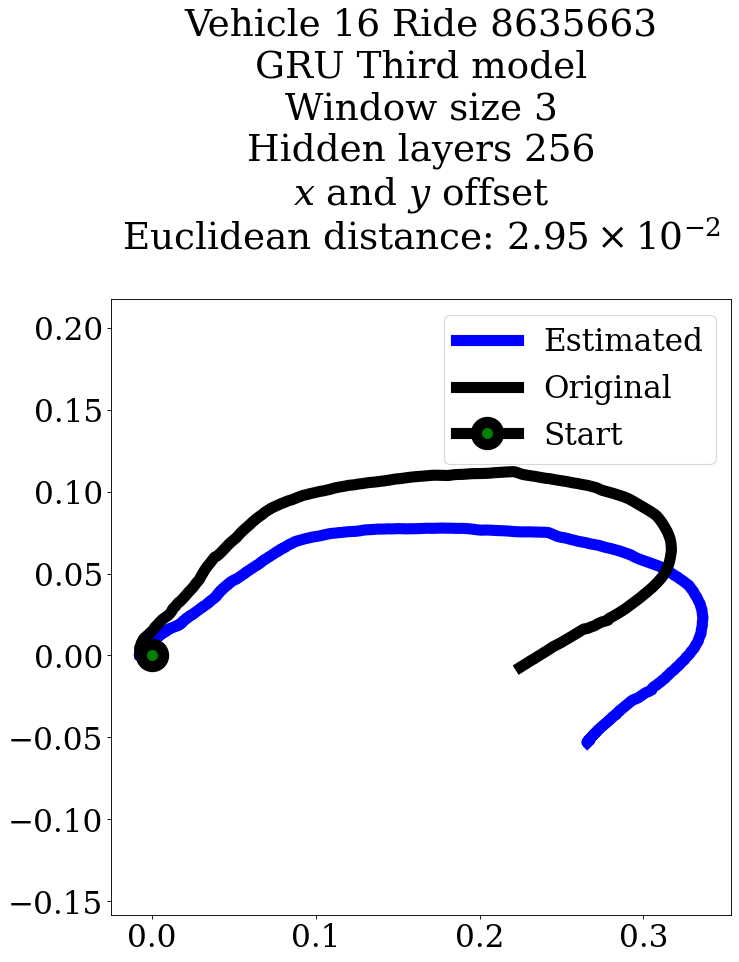 Vehicle 16 Ride 8635663
GRU Third model
Window size 3
Hidden layers 256
x and y offset
Euclidean distance: 2.95 × 10⁻²
Estimated
Original
Start
0.20
0.15
0.10
0.05
0.00
−0.05
−0.10
−0.15
0.0 0.1 0.2 0.3